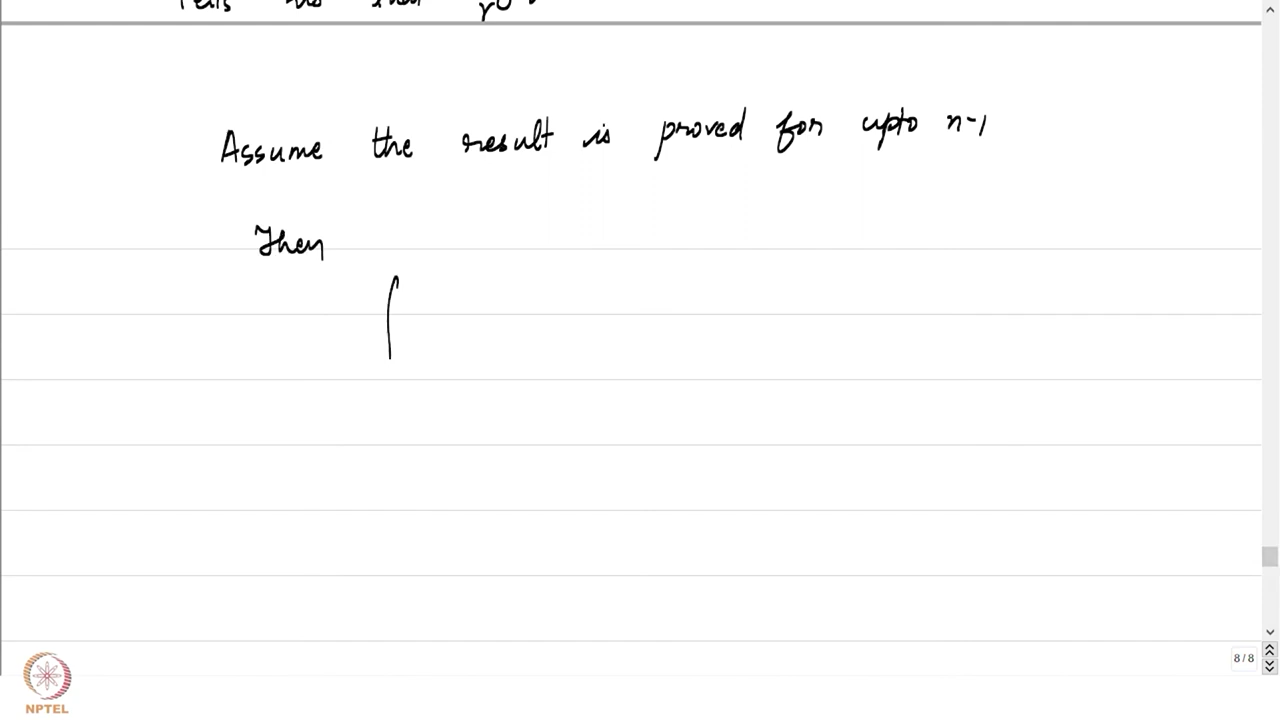 Assume the result is proved for upto n-1
Then
(
8 / 8
NPTEL